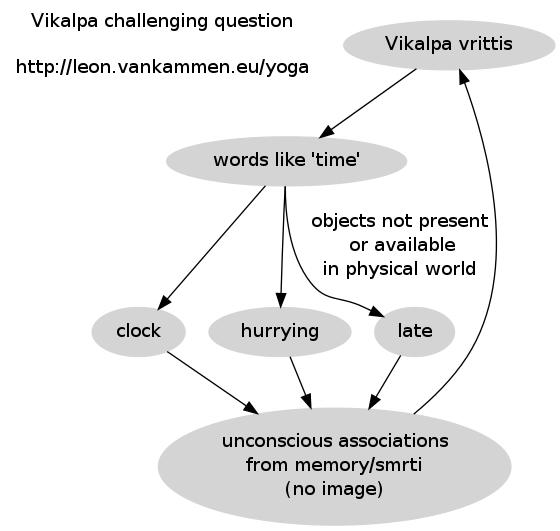 Vikalpa challenging question
http://leon.vankammen.eu/yoga
Vikalpa vrittis
words like 'time'
objects not present
or available
in physical world
clock
hurrying
late
unconscious associations
from memory/smrti
(no image)